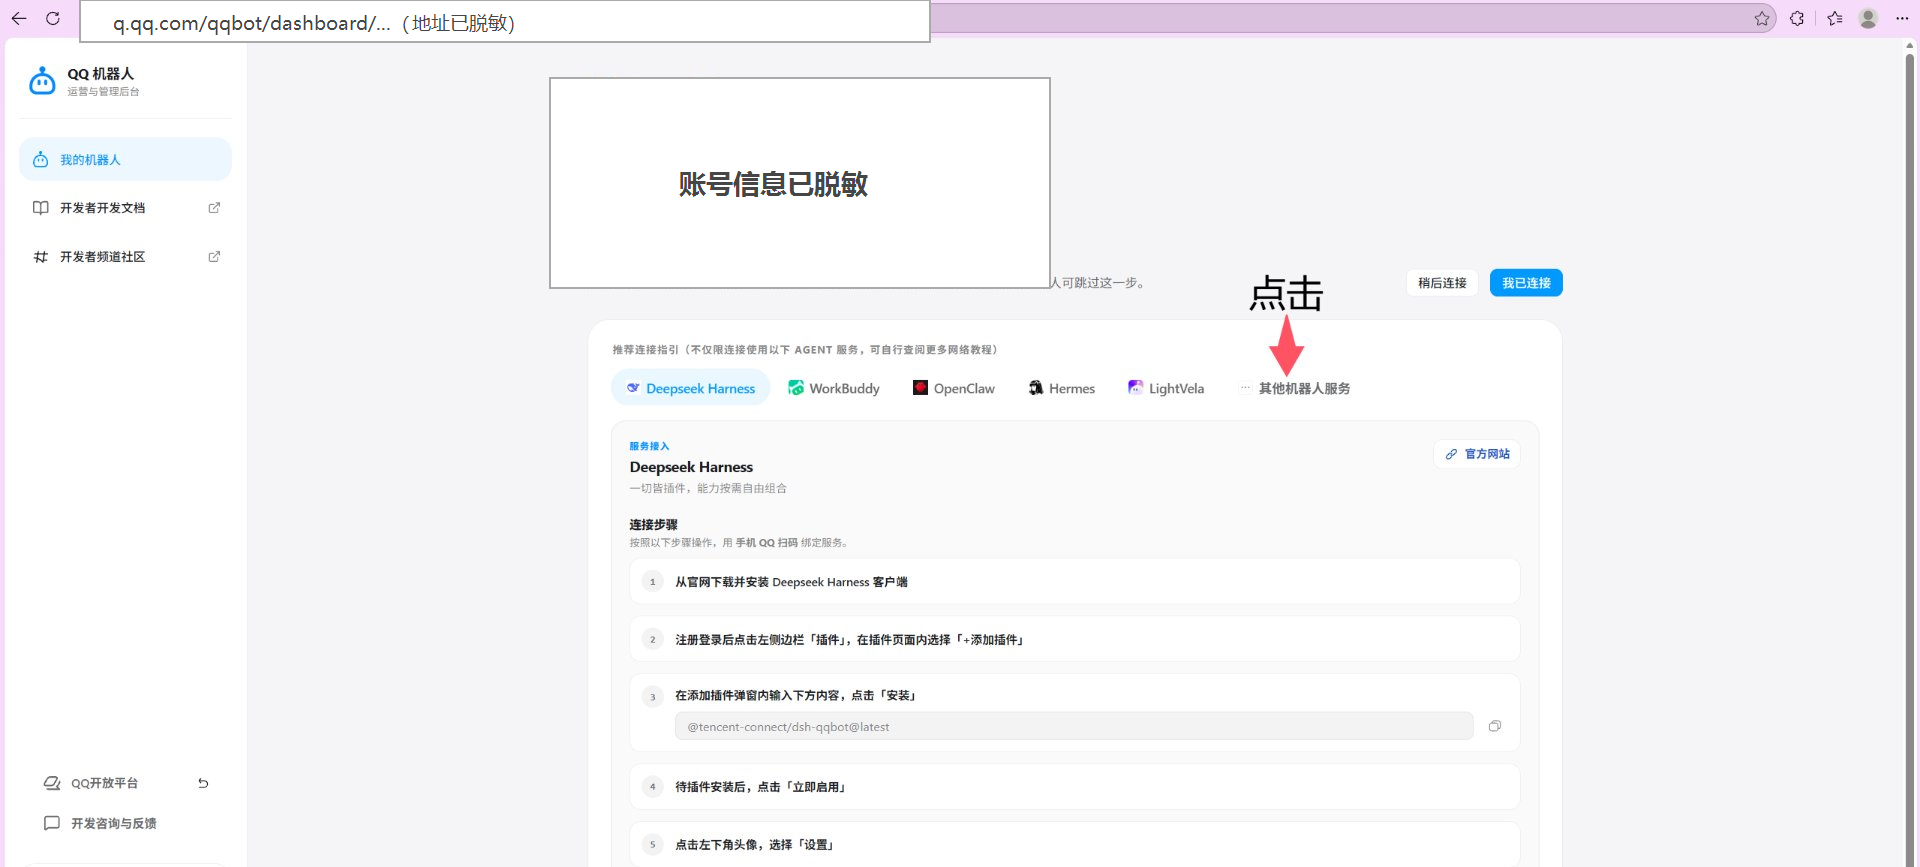 q.qq.com/qqbot/dashboard/...（地址已脱敏）
QQ 机器人
运营与管理后台
我的机器人
开发者开发文档
开发者频道社区
QQ开放平台
开发咨询与反馈
账号信息已脱敏
人可跳过这一步。
点击
稍后连接
我已连接
推荐连接指引（不仅限连接使用以下 AGENT 服务，可自行查阅更多网络教程）
Deepseek Harness
WorkBuddy
OpenClaw
Hermes
LightVela
其他机器人服务
服务接入
Deepseek Harness
一切皆插件，能力按需自由组合
官方网站
连接步骤
按照以下步骤操作，用 手机 QQ 扫码 绑定服务。
1 从官网下载并安装 Deepseek Harness 客户端
2 注册登录后点击左侧边栏「插件」，在插件页面内选择「+添加插件」
3 在添加插件弹窗内输入下方内容，点击「安装」
@tencent-connect/dsh-qqbot@latest
4 待插件安装后，点击「立即启用」
5 点击左下角头像，选择「设置」